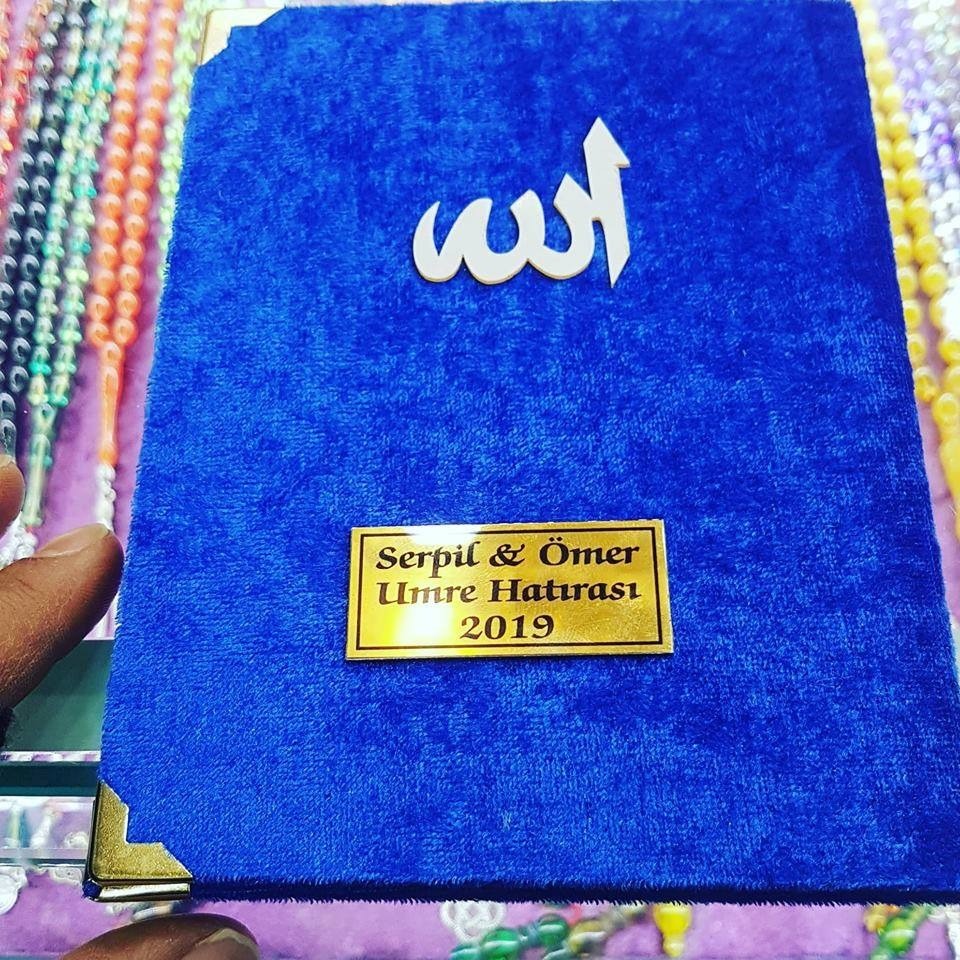 الله
Serpil & Ömer
Umre Hatırası
2019